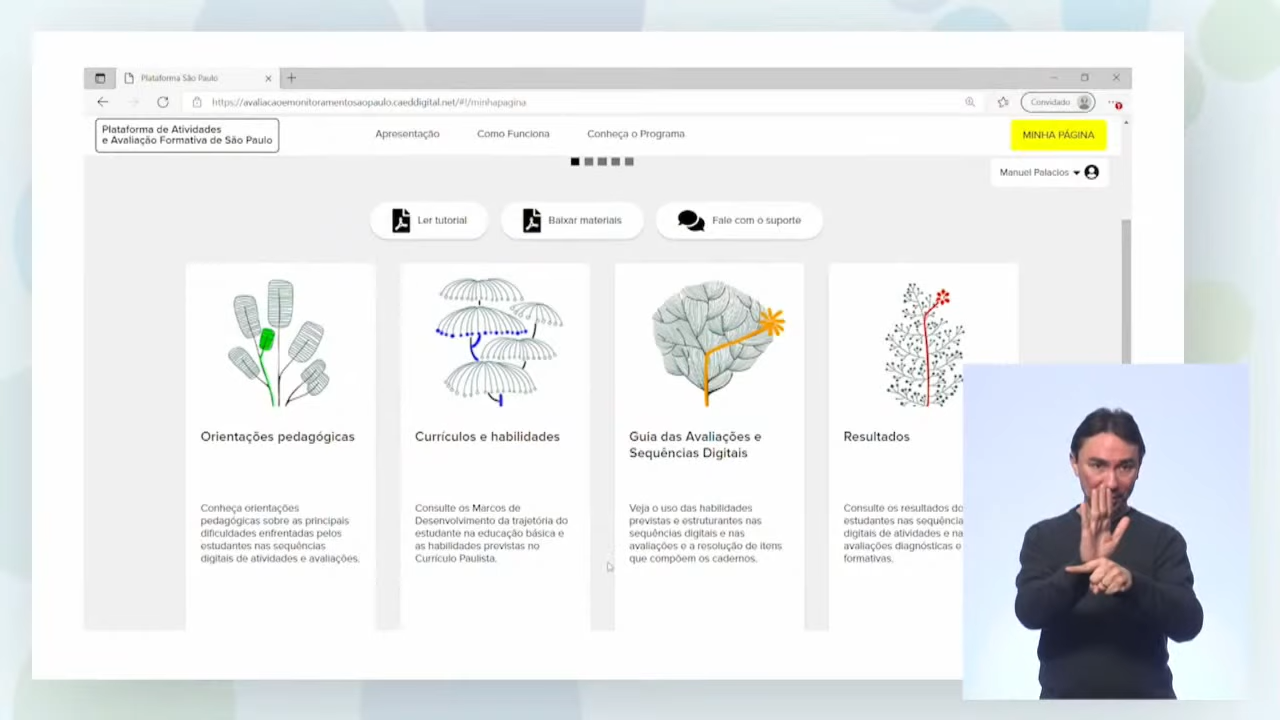 Plataforma São Paulo
https://avaliacaoemonitoramentosaopaulo.caeddigital.net/#!/minhapagina
Convidado
Plataforma de Atividades
e Avaliação Formativa de São Paulo
Apresentação
Como Funciona
Conheça o Programa
MINHA PÁGINA
Manuel Palacios
Ler tutorial
Baixar materiais
Fale com o suporte
Orientações pedagógicas
Conheça orientações
pedagógicas sobre as principais
dificuldades enfrentadas pelos
estudantes nas sequências
digitais de atividades e avaliações.
Currículos e habilidades
Consulte os Marcos de
Desenvolvimento da trajetória do
estudante na educação básica e
as habilidades previstas no
Currículo Paulista.
Guia das Avaliações e
Sequências Digitais
Veja o uso das habilidades
previstas e estruturantes nas
sequências digitais e nas
avaliações e a resolução de itens
que compõem os cadernos.
Resultados
Consulte os resultados do
estudantes nas sequência
digitais de atividades e na
avaliações diagnósticas e
formativas.